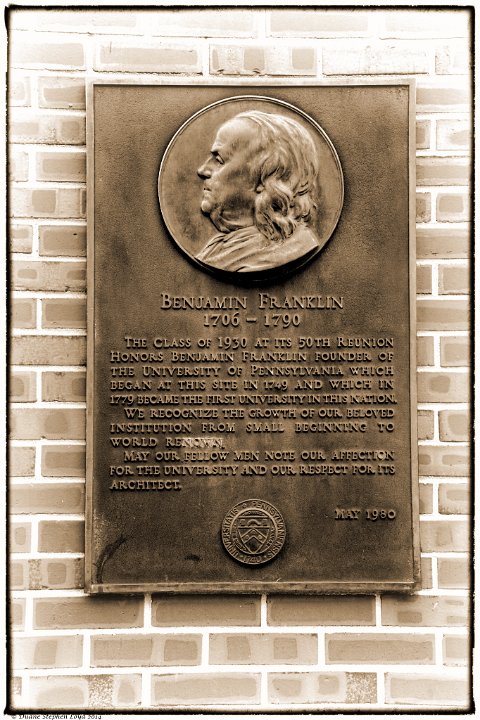 BENJAMIN FRANKLIN
1706 – 1790
THE CLASS OF 1930 AT ITS 50TH REUNION
HONORS BENJAMIN FRANKLIN FOUNDER OF
THE UNIVERSITY OF PENNSYLVANIA WHICH
BEGAN AT THIS SITE IN 1749 AND WHICH IN
1779 BECAME THE FIRST UNIVERSITY IN THIS NATION.
WE RECOGNIZE THE GROWTH OF OUR BELOVED
INSTITUTION FROM SMALL BEGINNING TO
WORLD RENOWN.
MAY OUR FELLOW MEN NOTE OUR AFFECTION
FOR THE UNIVERSITY AND OUR RESPECT FOR ITS
ARCHITECT.
MAY 1980
© Duane Stephen Loyd 2014